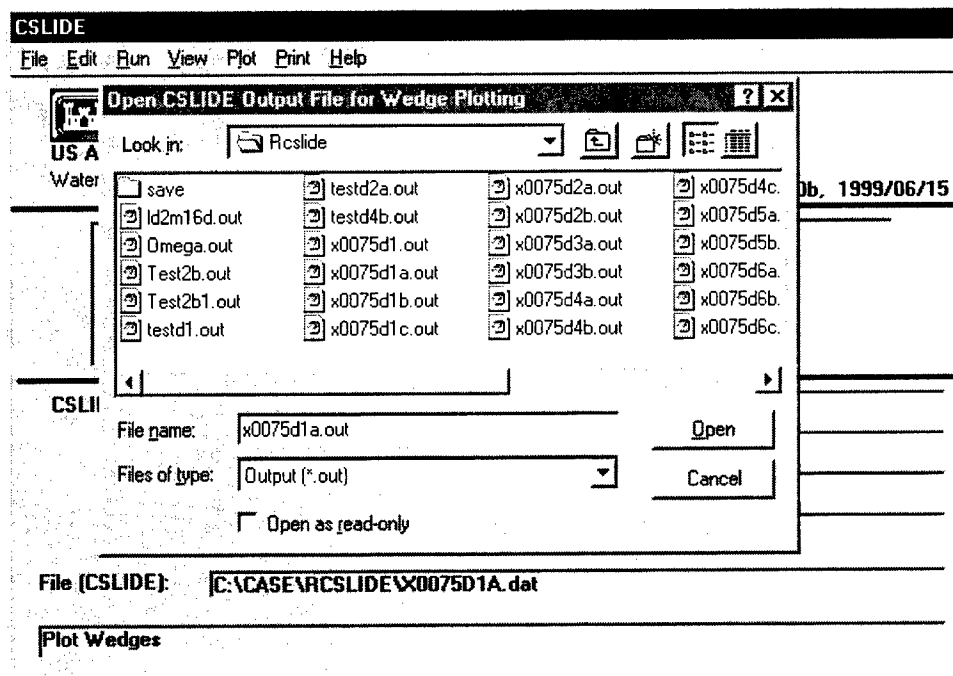 CSLIDE
File Edit Run View Plot Print Help
Open CSLIDE Output File for Wedge Plotting
US A
Look in: Rcslide
Water
0b, 1999/06/15
save testd2a.out x0075d2a.out x0075d4c.
ld2m16d.out testd4b.out x0075d2b.out x0075d5a.
Omega.out x0075d1.out x0075d3a.out x0075d5b.
Test2b.out x0075d1a.out x0075d3b.out x0075d6a.
Test2b1.out x0075d1b.out x0075d4a.out x0075d6b.
testd1.out x0075d1c.out x0075d4b.out x0075d6c.
CSLI
File name: x0075d1a.out Open
Files of type: Output (*.out) Cancel
Open as read-only
File (CSLIDE): C:\CASE\RCSLIDE\X0075D1A.dat
Plot Wedges